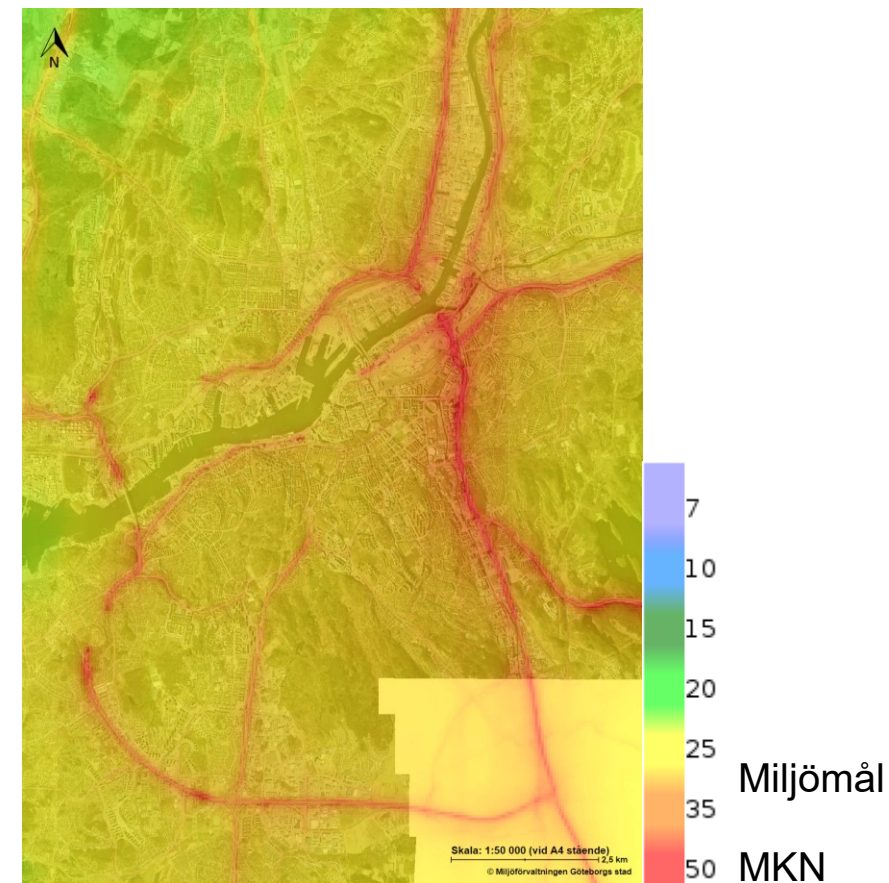 N
7
10
15
20
25
Miljömål
35
Skala: 1:50 000 (vid A4 stående)
2,5 km
© Miljöförvaltningen Göteborgs stad
50 MKN